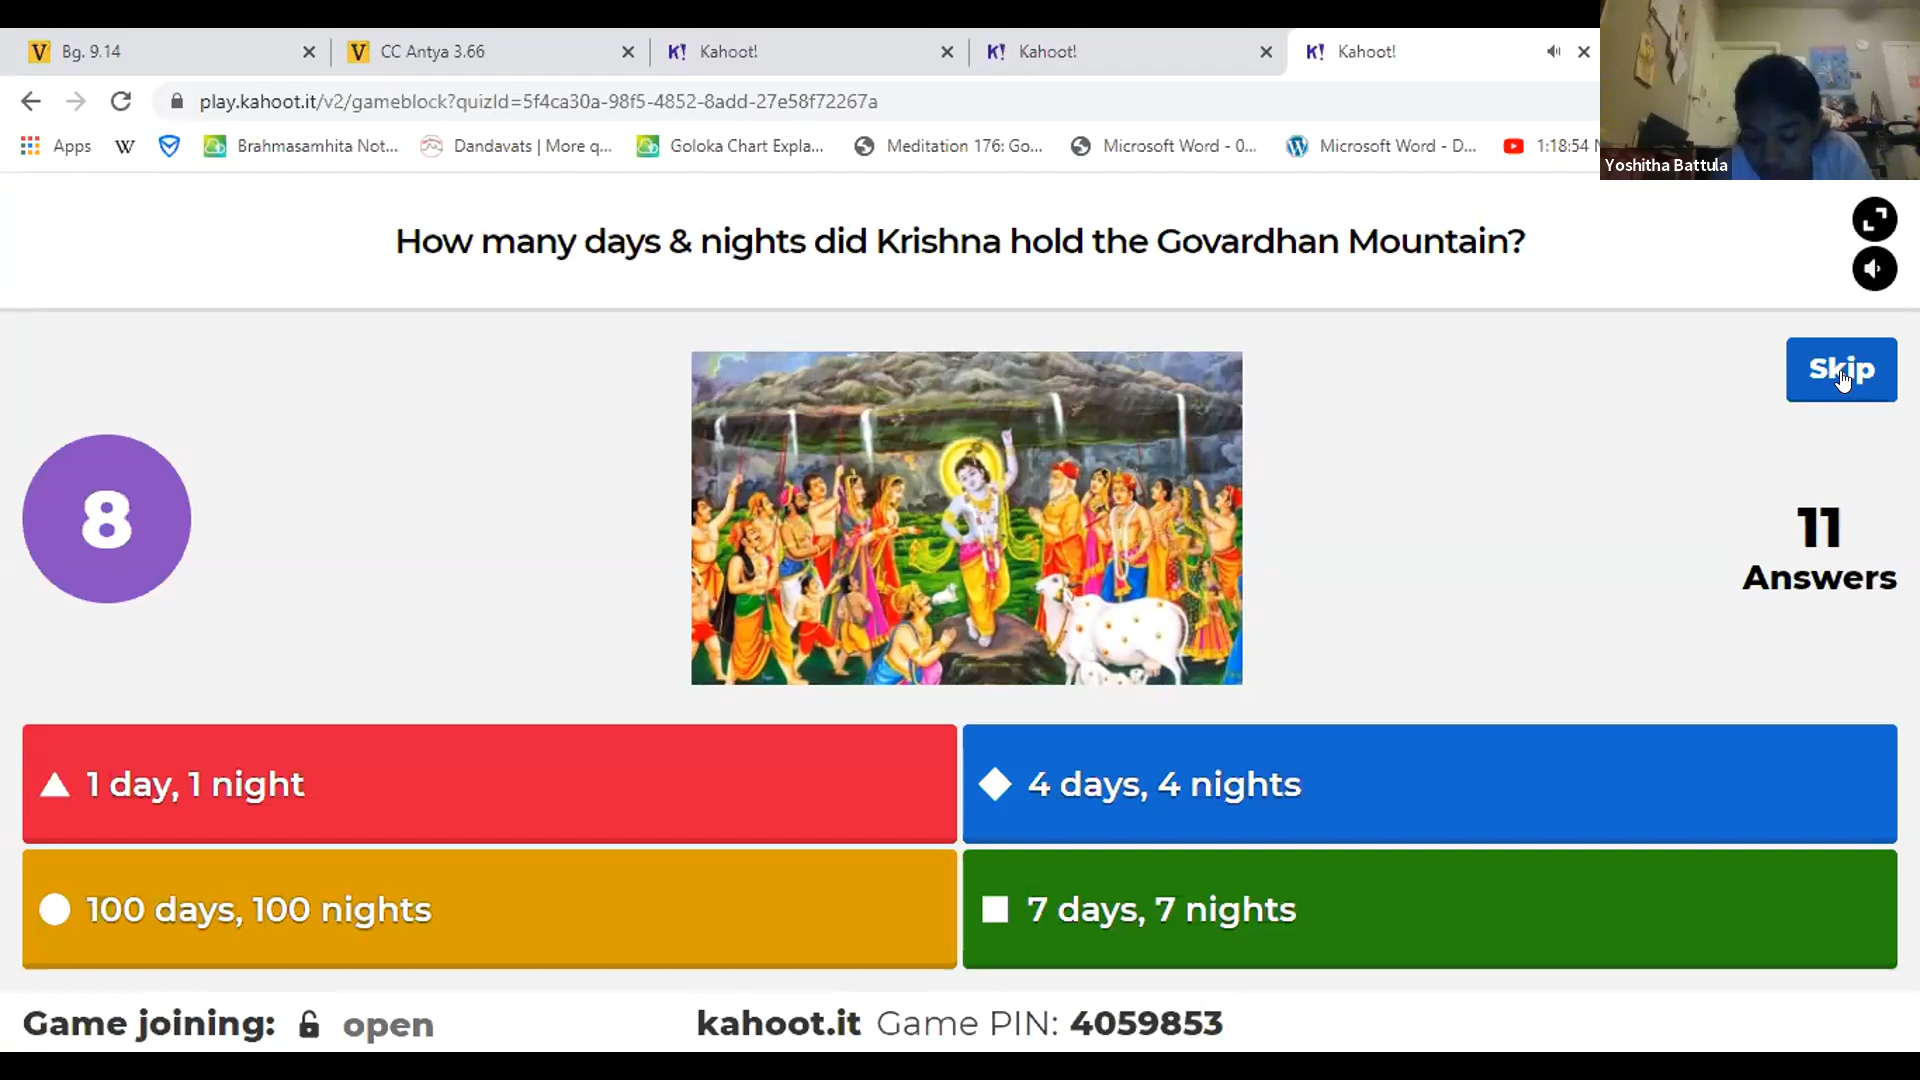 Bg. 9.14
CC Antya 3.66
Kahoot!
Kahoot!
Kahoot!
play.kahoot.it/v2/gameblock?quizId=5f4ca30a-98f5-4852-8add-27e58f72267a
Apps
Brahmasamhita Not...
Dandavats | More q...
Goloka Chart Expla...
Meditation 176: Go...
Microsoft Word - 0...
Microsoft Word - D...
1:18:54
Yoshitha Battula
How many days & nights did Krishna hold the Govardhan Mountain?
Skip
8
11
Answers
1 day, 1 night
4 days, 4 nights
100 days, 100 nights
7 days, 7 nights
Game joining: open
kahoot.it Game PIN: 4059853